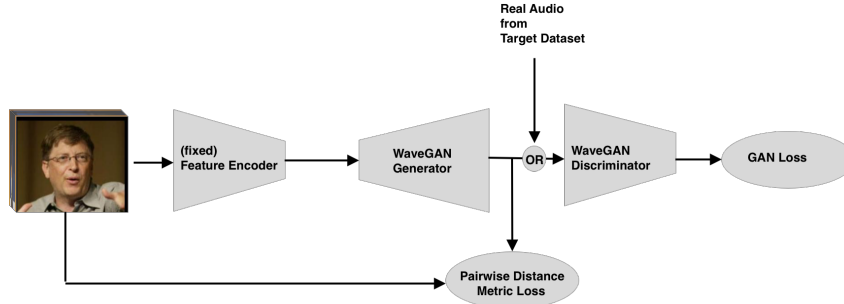 Real Audio
from
Target Dataset
(fixed)
Feature Encoder
WaveGAN
Generator
OR
WaveGAN
Discriminator
GAN Loss
Pairwise Distance
Metric Loss